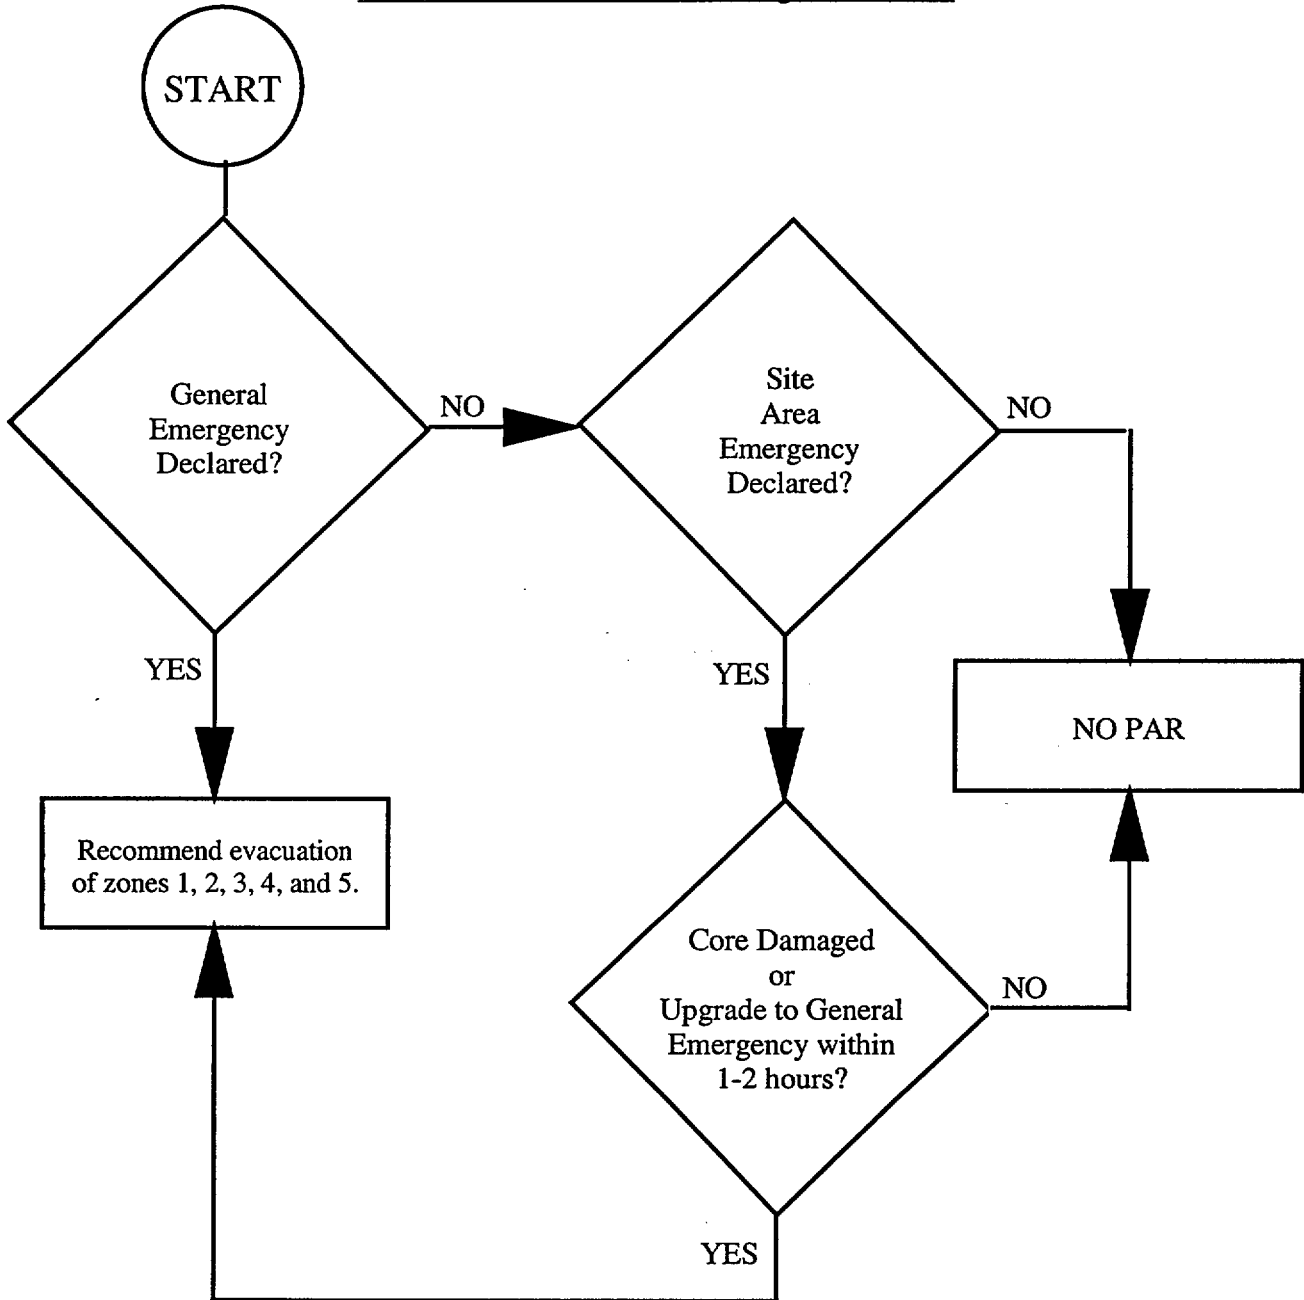 START
General
Emergency
Declared?
NO
Site
Area
Emergency
Declared?
NO
YES
YES
NO PAR
Recommend evacuation
of zones 1, 2, 3, 4, and 5.
Core Damaged
or
Upgrade to General
Emergency within
1-2 hours?
NO
YES